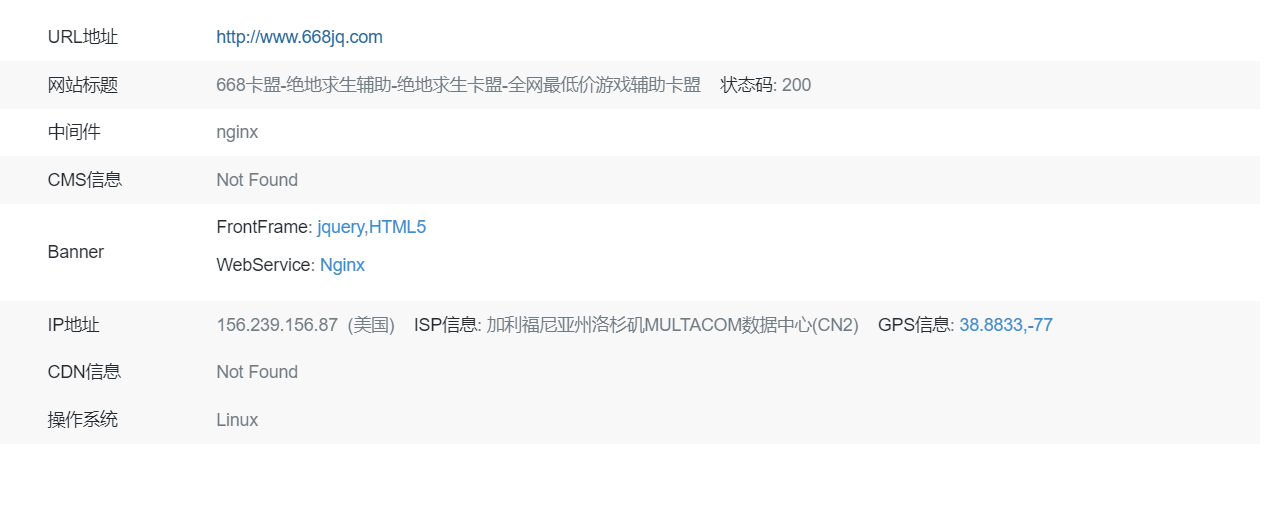 URL地址 http://www.668jq.com
网站标题 668卡盟-绝地求生辅助-绝地求生卡盟-全网最低价游戏辅助卡盟 状态码: 200
中间件 nginx
CMS信息 Not Found
FrontFrame: jquery,HTML5
Banner
WebService: Nginx
IP地址 156.239.156.87 (美国) ISP信息: 加利福尼亚州洛杉矶MULTACOM数据中心(CN2) GPS信息: 38.8833,-77
CDN信息 Not Found
操作系统 Linux